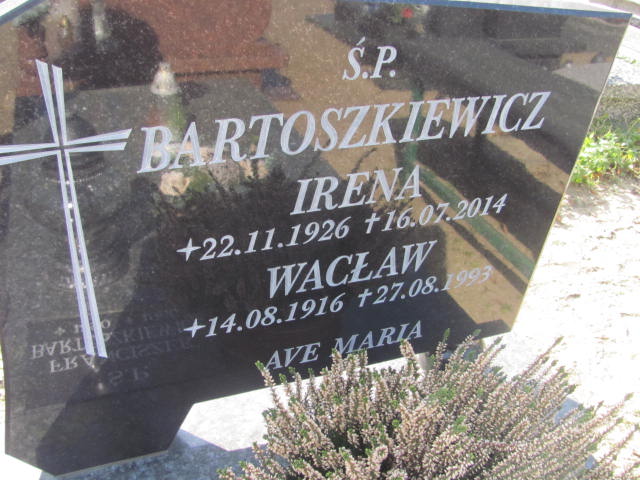 Ś.P.
BARTOSZKIEWICZ
IRENA
+22.11.1926 †16.07.2014
WACŁAW
+14.08.1916 †27.08.1993
AVE MARIA